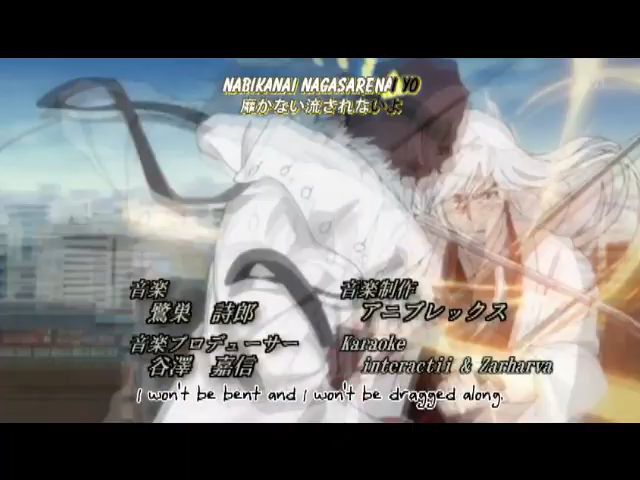 NABIKANAI NAGASARENAI YO
靡かない流されないよ
音楽
鷺巣 詩郎
音楽プロデューサー
谷澤 嘉信
音楽制作
アニプレックス
Karaoke
interactii & Zarharva
I won't be bent and I won't be dragged along.